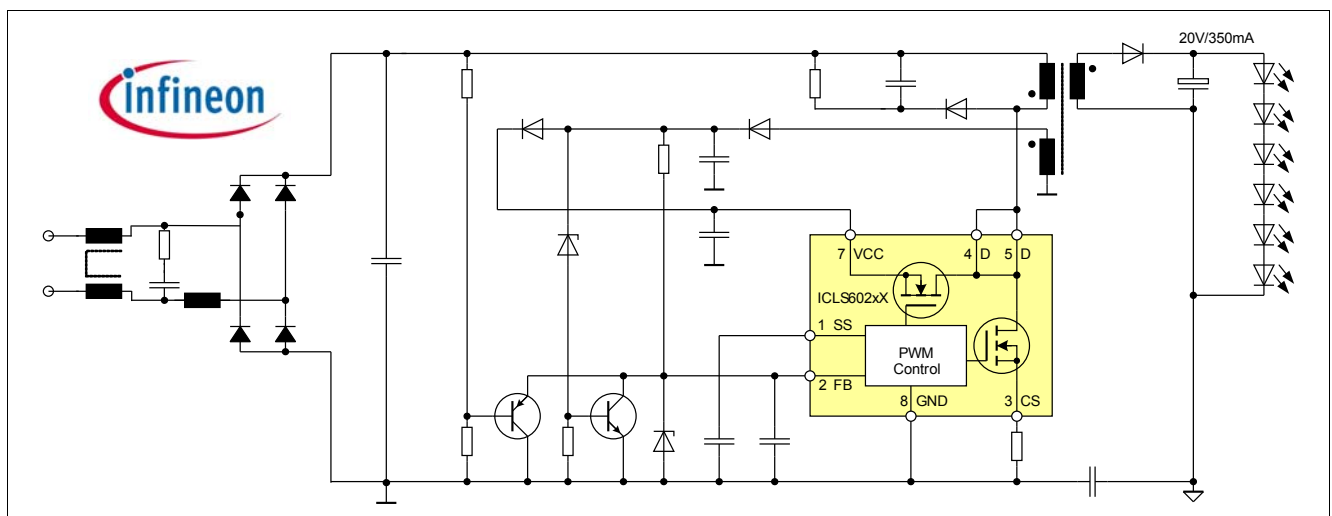 infineon
20V/350mA
7 VCC
4 D
5 D
ICLS602xX
1 SS
PWM
Control
2 FB
8 GND
3 CS